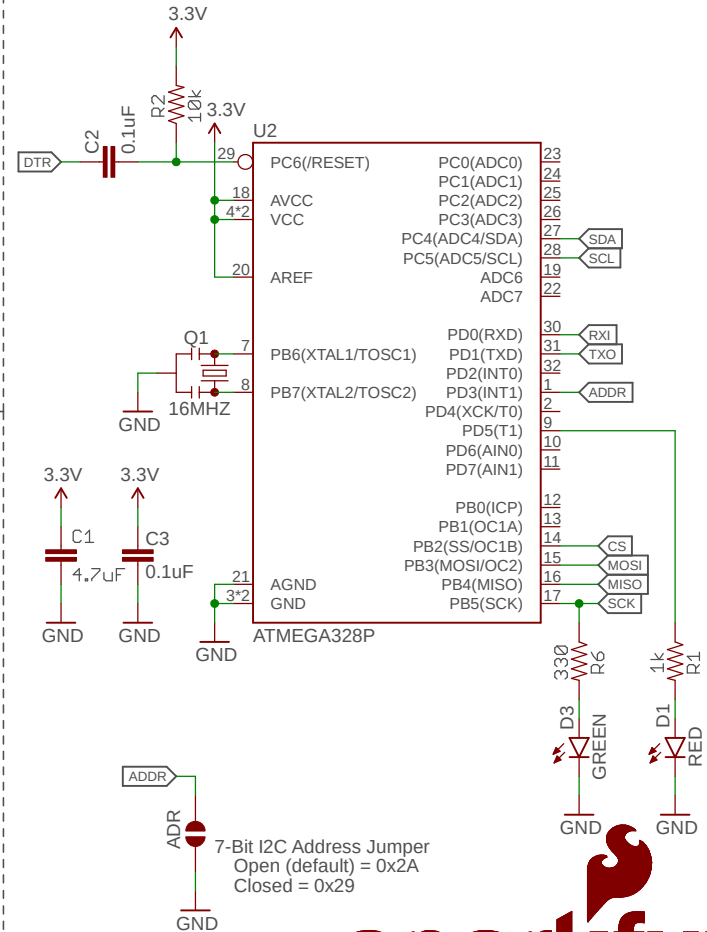 3.3V
R2
10k
3.3V
C2
0.1uF
DTR
U2
29
PC6(/RESET)
18
AVCC
4*2
VCC
20
AREF
Q1
7
PB6(XTAL1/TOSC1)
8
PB7(XTAL2/TOSC2)
16MHZ
GND
PC0(ADC0)
23
PC1(ADC1)
24
PC2(ADC2)
25
PC3(ADC3)
26
PC4(ADC4/SDA)
27
SDA
PC5(ADC5/SCL)
28
SCL
ADC6
19
ADC7
22
PD0(RXD)
30
RXI
PD1(TXD)
31
TXO
PD2(INT0)
32
PD3(INT1)
1
ADDR
PD4(XCK/T0)
2
PD5(T1)
9
PD6(AIN0)
10
PD7(AIN1)
11
PB0(ICP)
12
PB1(OC1A)
13
PB2(SS/OC1B)
14
CS
PB3(MOSI/OC2)
15
MOSI
PB4(MISO)
16
MISO
PB5(SCK)
17
SCK
3.3V
3.3V
C1
4.7uF
C3
0.1uF
GND
GND
21
AGND
3*2
GND
GND
ATMEGA328P
330
R6
1k
R1
D3
GREEN
D1
RED
GND
GND
ADDR
ADR
7-Bit I2C Address Jumper
Open (default) = 0x2A
Closed = 0x29
GND